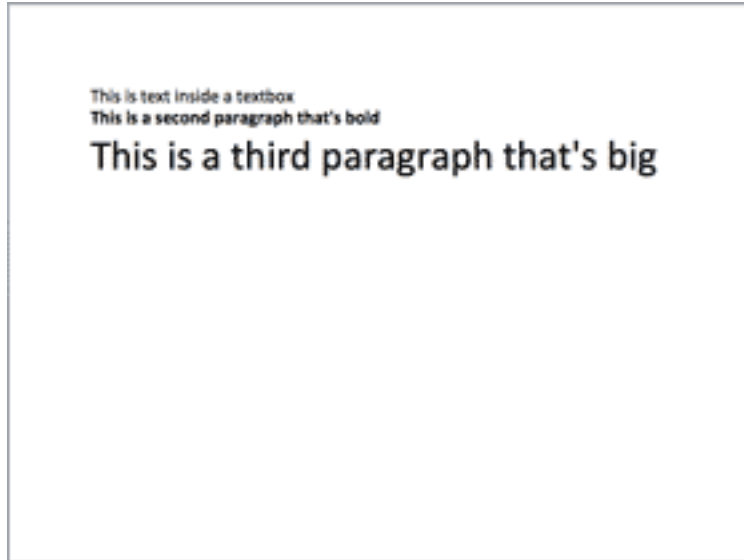 This is text inside a textbox
This is a second paragraph that's bold
This is a third paragraph that's big